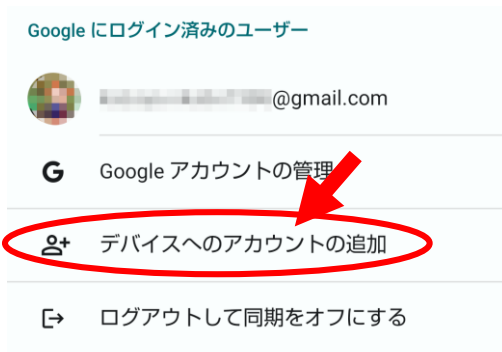 Google にログイン済みのユーザー
@gmail.com
Google アカウントの管理
デバイスへのアカウントの追加
ログアウトして同期をオフにする